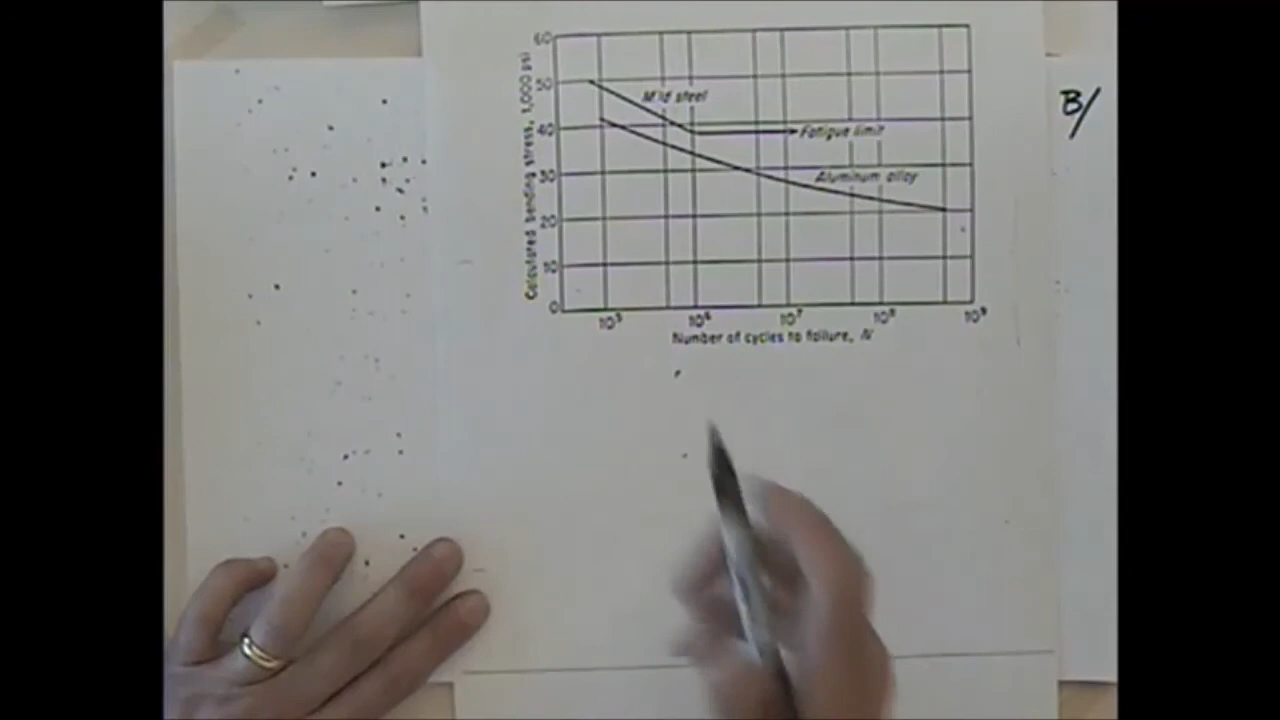 60
50
40
30
20
10
0
Calculated bending stress, 1,000 psi
Mild steel
Fatigue limit
Aluminum alloy
10⁵ 10⁶ 10⁷ 10⁸ 10⁹
Number of cycles to failure, N
B/